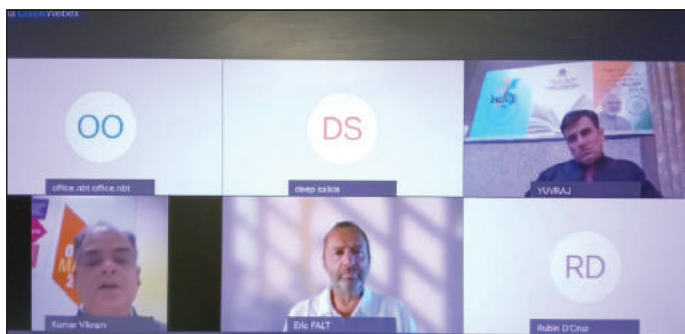 Cisco Webex
OO
office.nbt office.nbt
DS
deep saikia
YUVRAJ
Kumar Vikram
Eric FALT
RD
Rubin D'Cruz